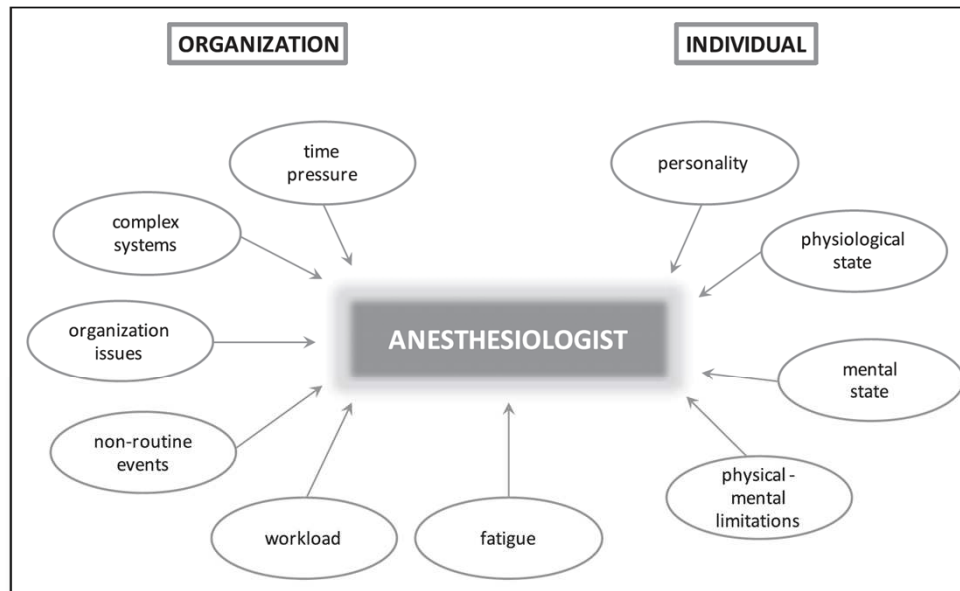 ORGANIZATION
INDIVIDUAL
time
pressure
personality
complex
systems
physiological
state
organization
issues
ANESTHESIOLOGIST
mental
state
non-routine
events
physical -
mental
limitations
workload
fatigue